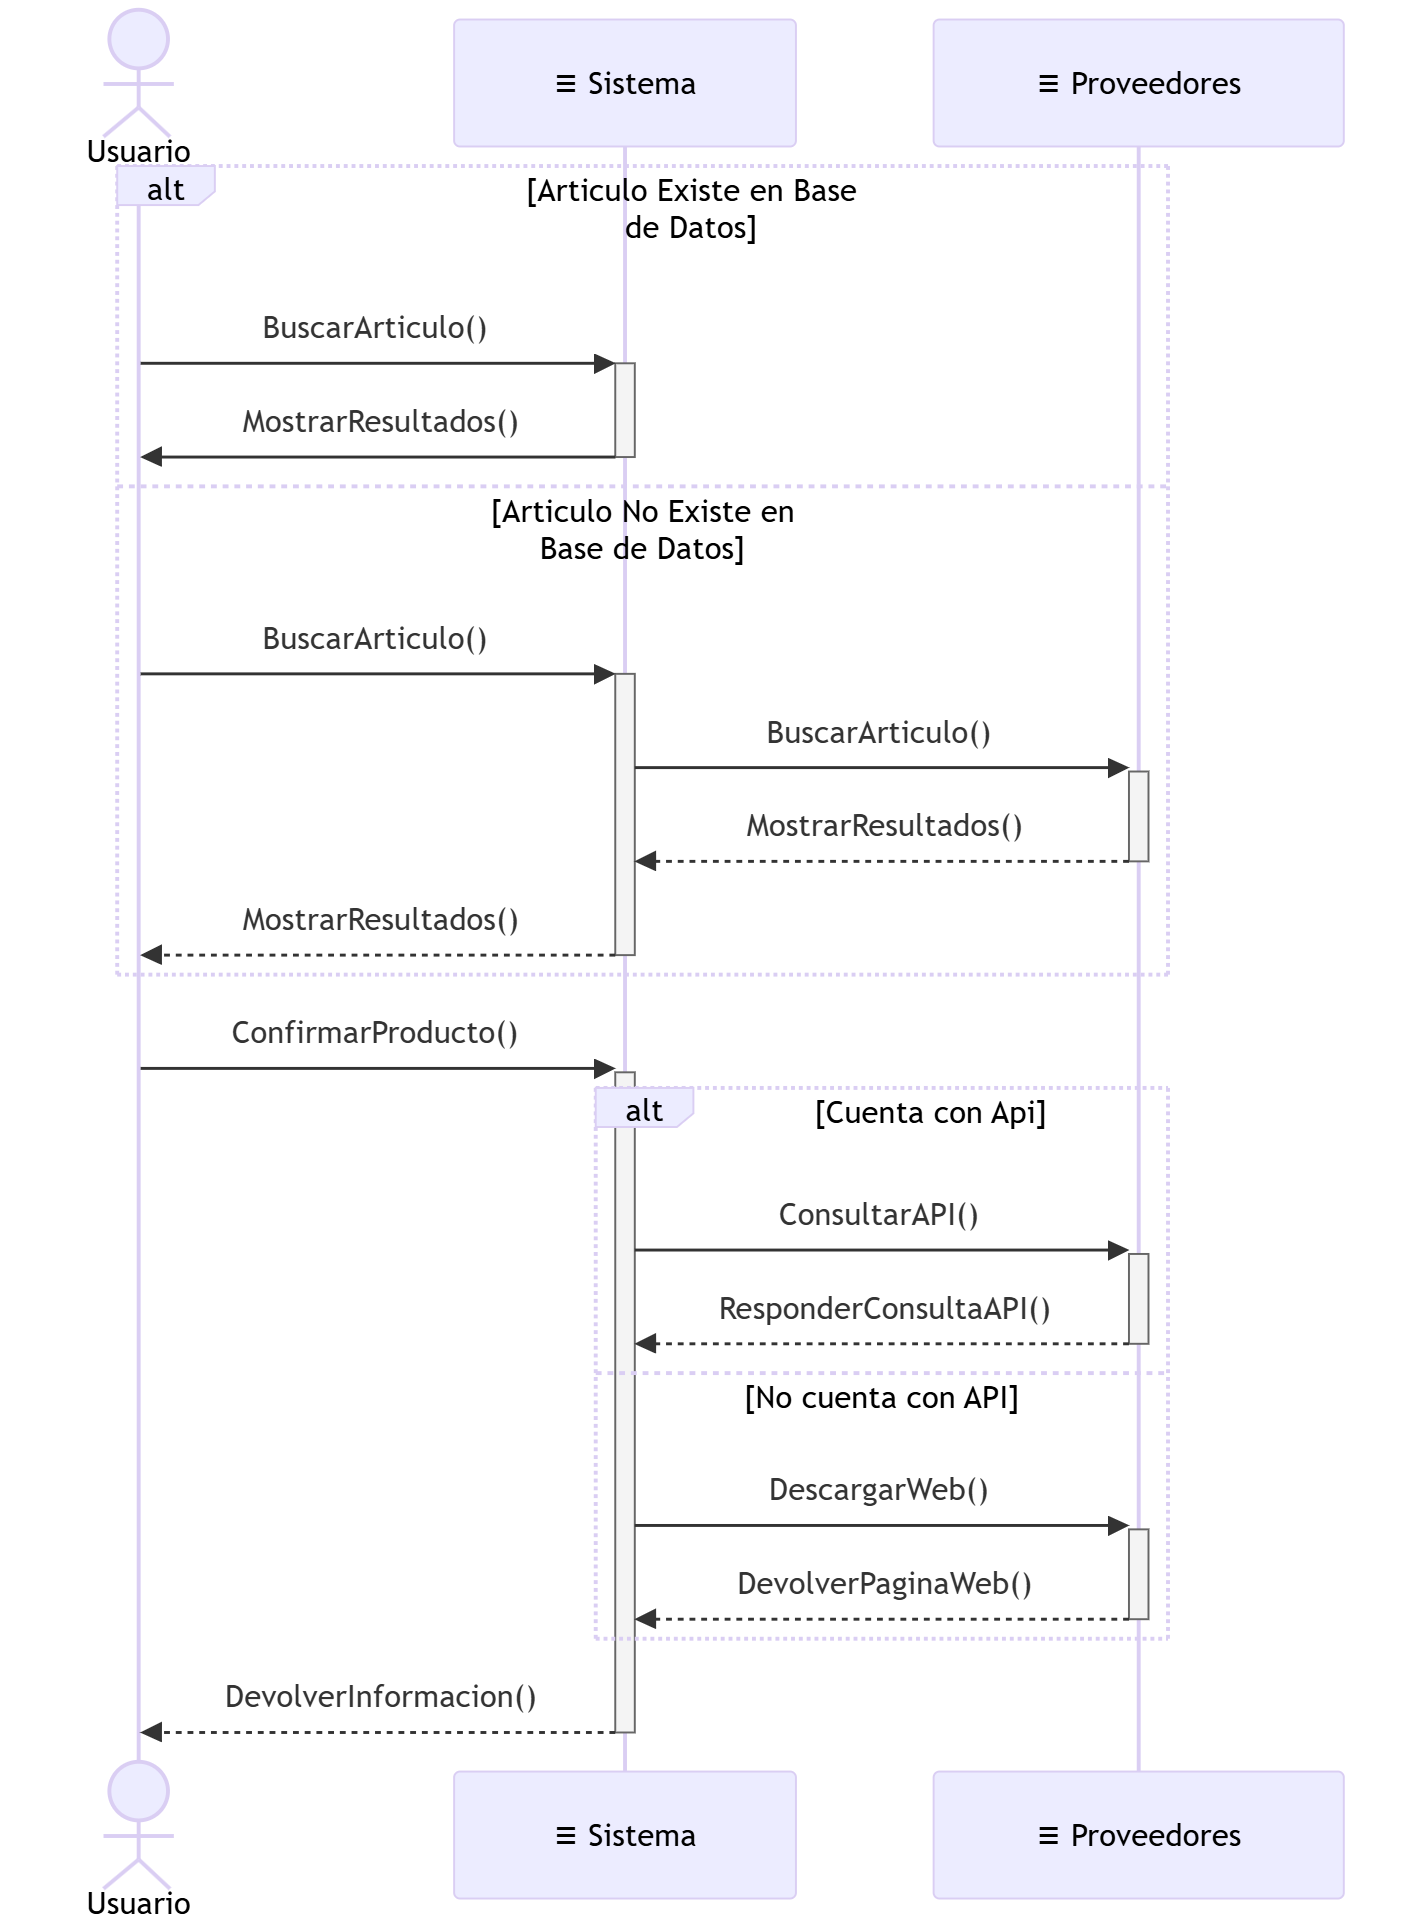 Usuario
≡ Sistema
≡ Proveedores
alt
[Articulo Existe en Base
de Datos]
BuscarArticulo()
MostrarResultados()
[Articulo No Existe en
Base de Datos]
BuscarArticulo()
BuscarArticulo()
MostrarResultados()
MostrarResultados()
ConfirmarProducto()
alt
[Cuenta con Api]
ConsultarAPI()
ResponderConsultaAPI()
[No cuenta con API]
DescargarWeb()
DevolverPaginaWeb()
DevolverInformacion()
Usuario
≡ Sistema
≡ Proveedores